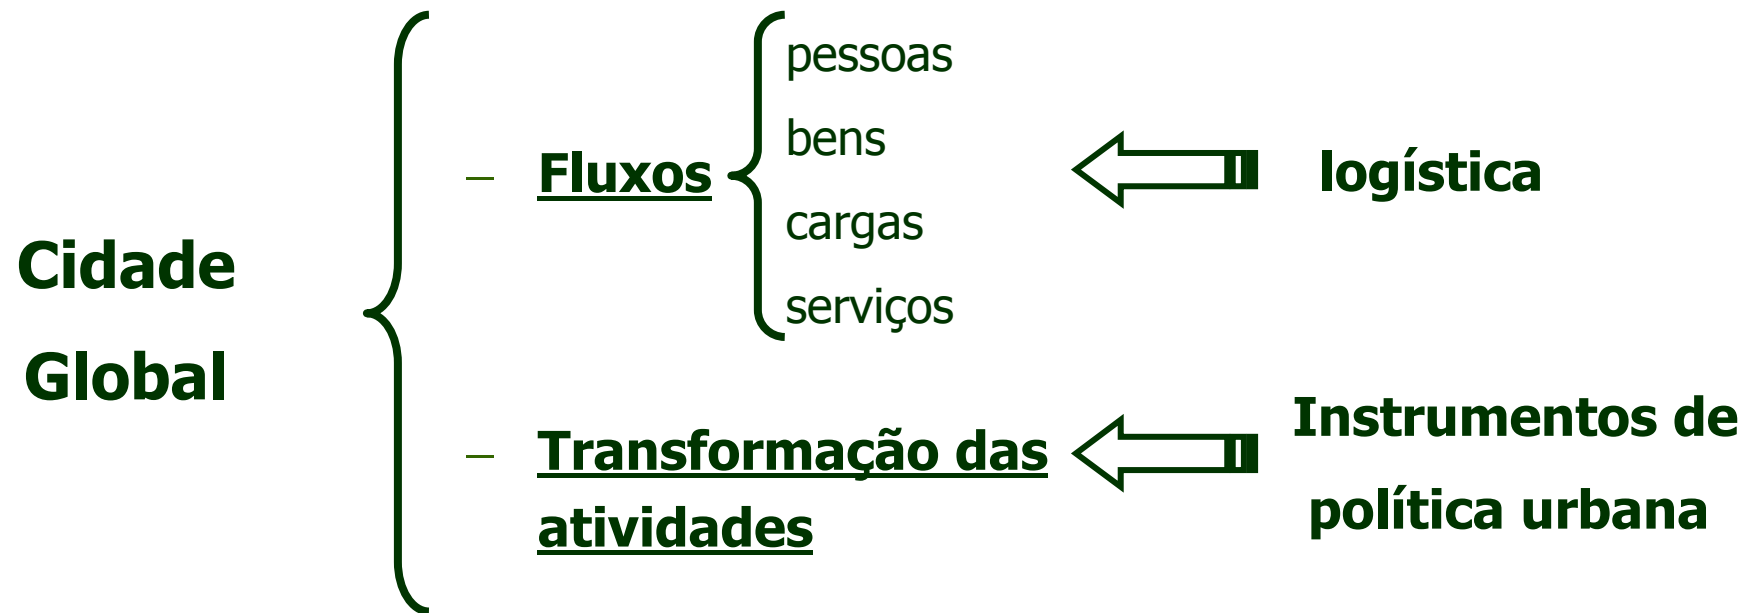 Cidade
Global
– Fluxos
pessoas
bens
cargas
serviços
logística
– Transformação das
atividades
Instrumentos de
política urbana